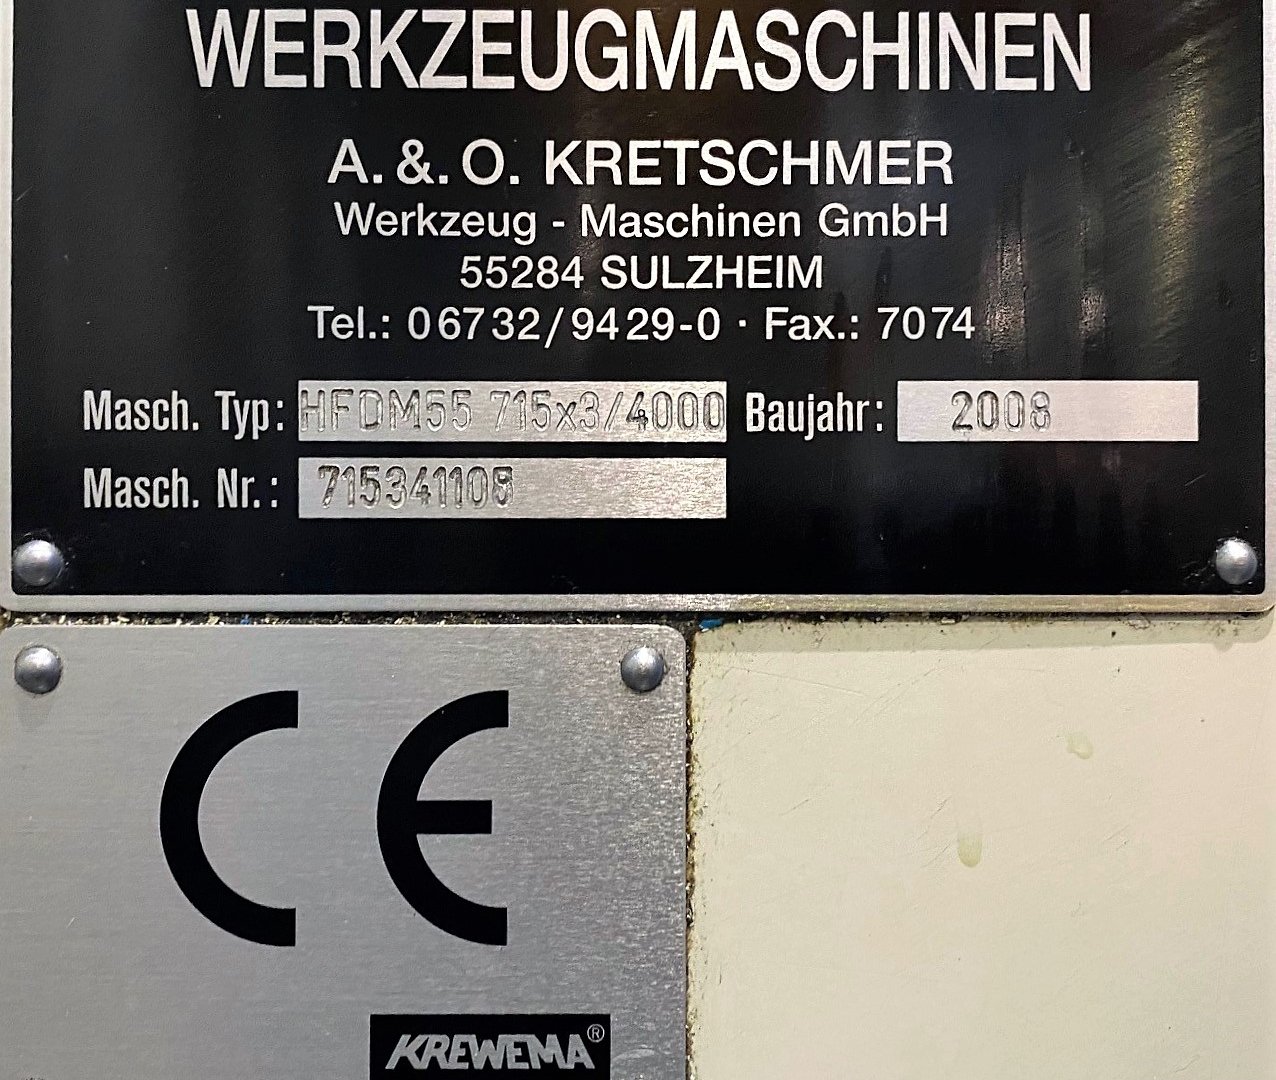 WERKZEUGMASCHINEN
A. &. O. KRETSCHMER
Werkzeug - Maschinen GmbH
55284 SULZHEIM
Tel.: 06732/9429-0 · Fax.: 7074
Masch. Typ: HFDM55 715x3/4000 Baujahr: 2008
Masch. Nr.: 715341108
CE
KREWEMA®